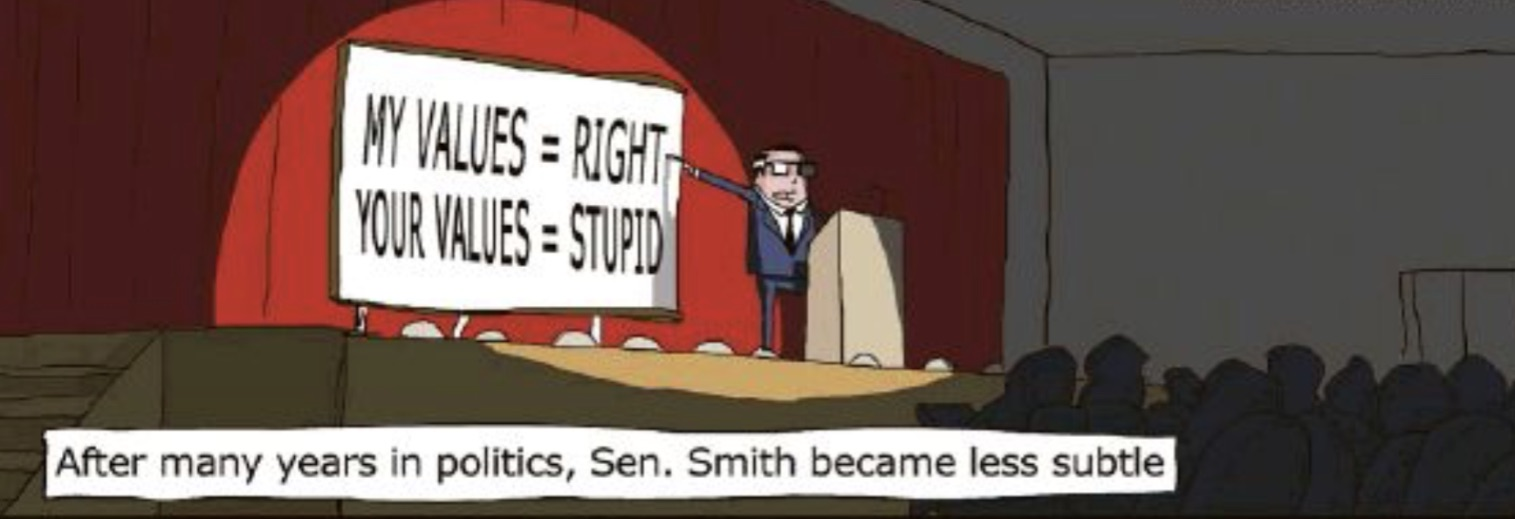 MY VALUES = RIGHT
YOUR VALUES = STUPID
After many years in politics, Sen. Smith became less subtle